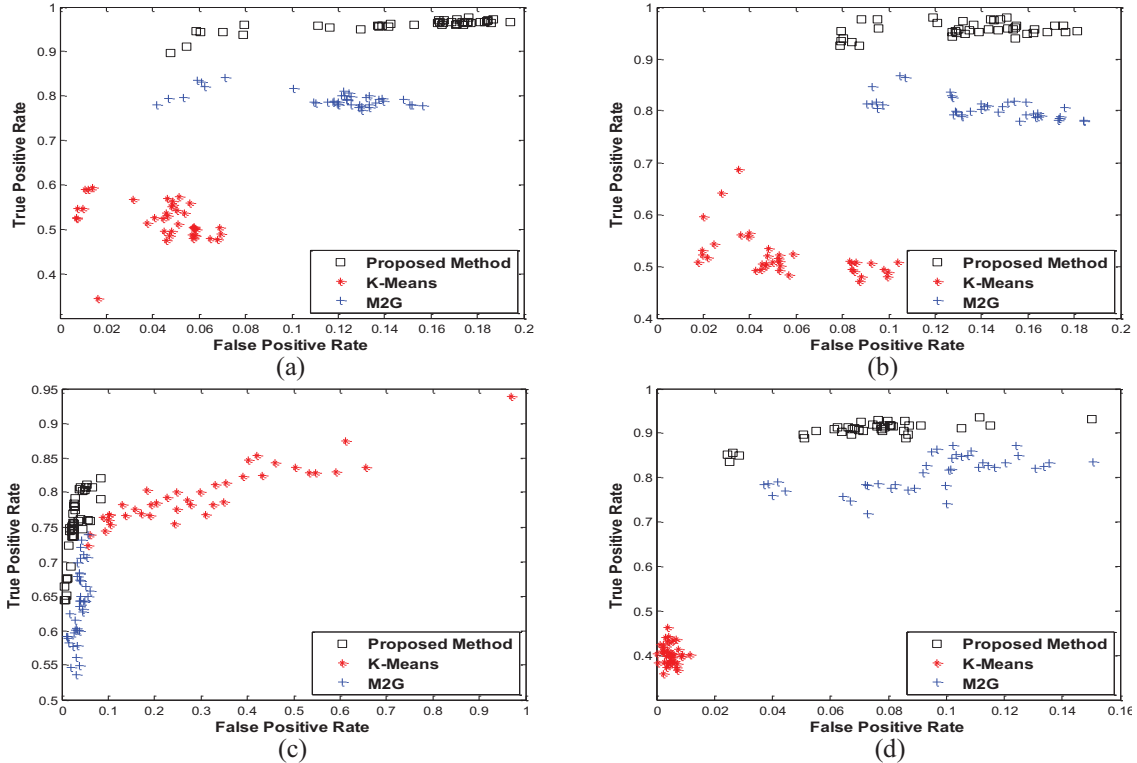 1
0.9
0.8
0.7
0.6
0.5
0.4
True Positive Rate
Proposed Method
K-Means
M2G
0 0.02 0.04 0.06 0.08 0.1 0.12 0.14 0.16 0.18 0.2
False Positive Rate
(a)
1
0.9
0.8
0.7
0.6
0.5
0.4
True Positive Rate
Proposed Method
K-Means
M2G
0 0.02 0.04 0.06 0.08 0.1 0.12 0.14 0.16 0.18 0.2
False Positive Rate
(b)
0.95
0.9
0.85
0.8
0.75
0.7
0.65
0.6
0.55
0.5
True Positive Rate
Proposed Method
K-Means
M2G
0 0.1 0.2 0.3 0.4 0.5 0.6 0.7 0.8 0.9 1
False Positive Rate
(c)
1
0.9
0.8
0.7
0.6
0.5
0.4
True Positive Rate
Proposed Method
K-Means
M2G
0 0.02 0.04 0.06 0.08 0.1 0.12 0.14 0.16
False Positive Rate
(d)